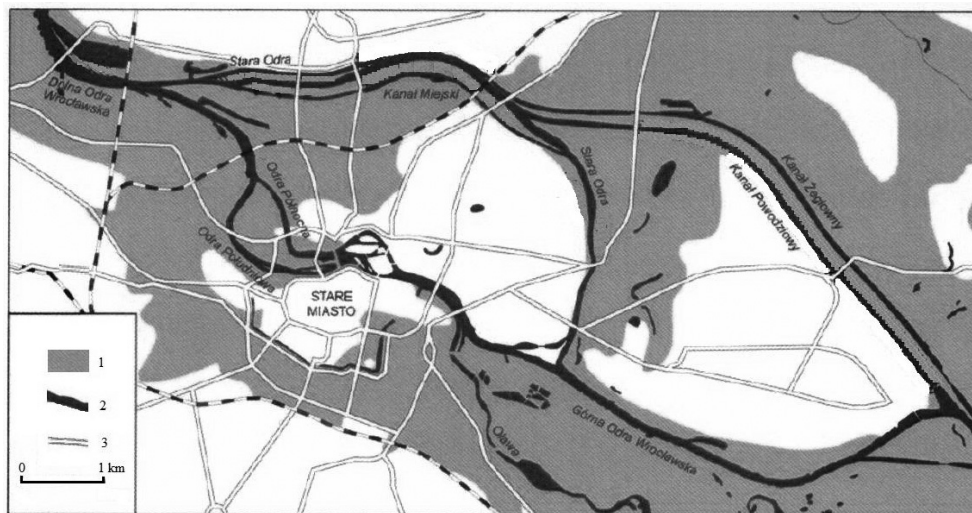 Stara Odra
Dolna Odra
Wrocławska
Kanał Miejski
Stara Odra
Kanał Żeglowny
Kanał Powodziowy
Odra Północna
Odra Południowa
STARE
MIASTO
Górna Odra Wrocławska
Oława
1
2
3
0 1 km